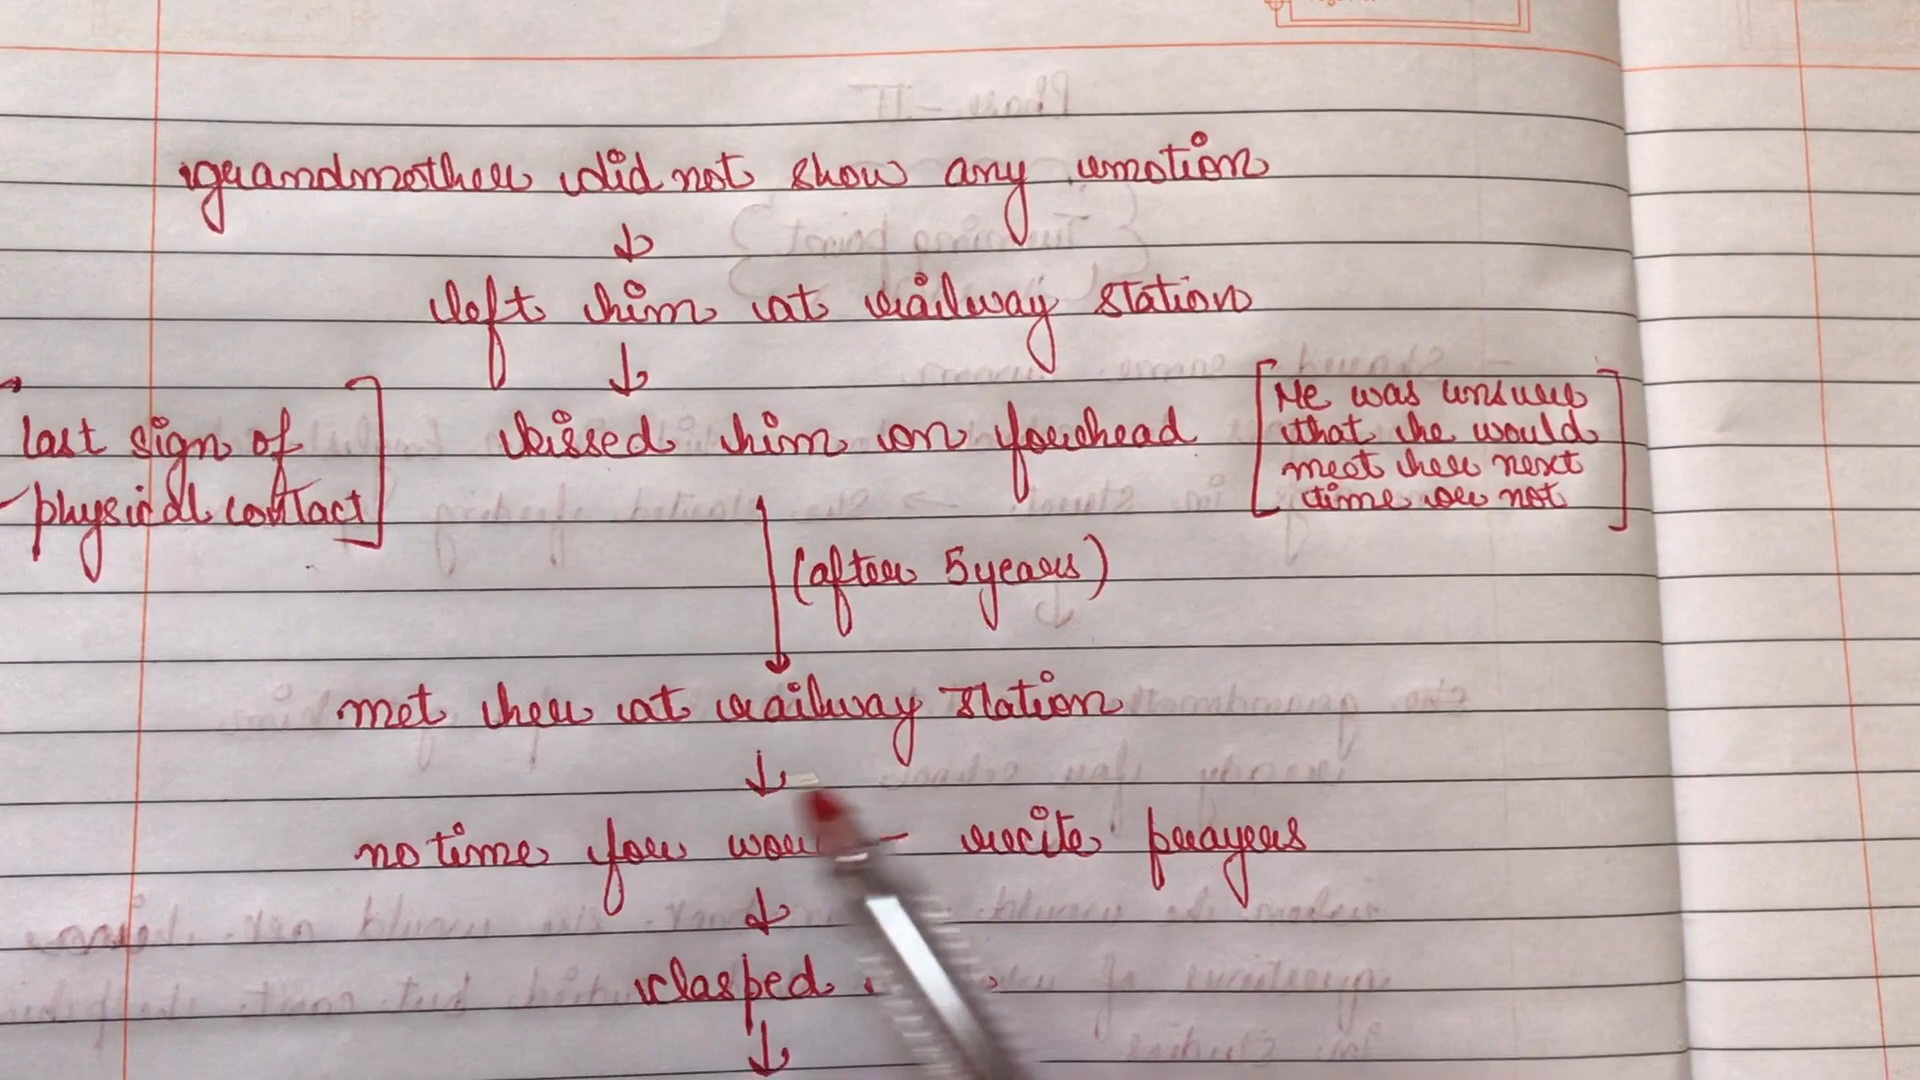 grandmother did not show any emotion
↓
left him at railway station
↓
last sign of
physical contact
kissed him on forehead
He was unsure
that he would
meet her next
time or not
(after 5 years)
met her at railway station
↓
no time for - recite prayers
↓
clasped
↓